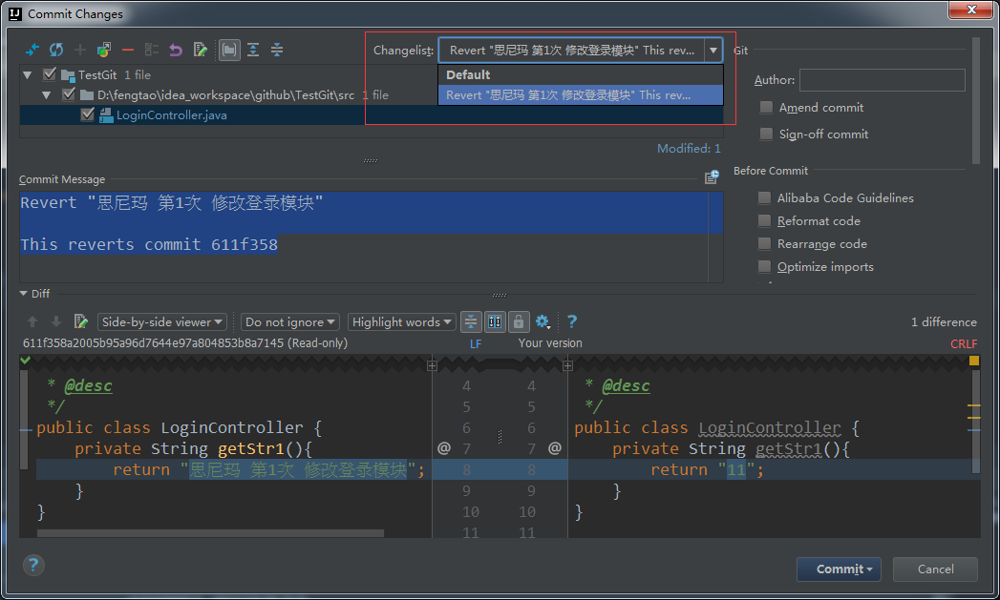 IJ Commit Changes
Changelist: Revert "思尼玛 第1次 修改登录模块" This rev...
Default
Revert "思尼玛 第1次 修改登录模块" This rev...
TestGit 1 file
D:\fengtao\idea_workspace\github\TestGit\src 1 file
LoginController.java
Modified: 1
Git
Author:
Amend commit
Sign-off commit
Before Commit
Alibaba Code Guidelines
Reformat code
Rearrange code
Optimize imports
Commit Message
Revert "思尼玛 第1次 修改登录模块"
This reverts commit 611f358
Diff
Side-by-side viewer Do not ignore Highlight words ? 1 difference
611f358a2005b95a96d7644e97a804853b8a7145 (Read-only) LF Your version CRLF
* @desc 4 4 * @desc
*/ 5 5 */
public class LoginController { 6 6 public class LoginController {
private String getStr1(){ @ 7 7 @ private String getStr1(){
return "思尼玛 第1次 修改登录模块"; 8 8 return "11";
} 9 9 }
} 10 10 }
11 11
? Commit Cancel